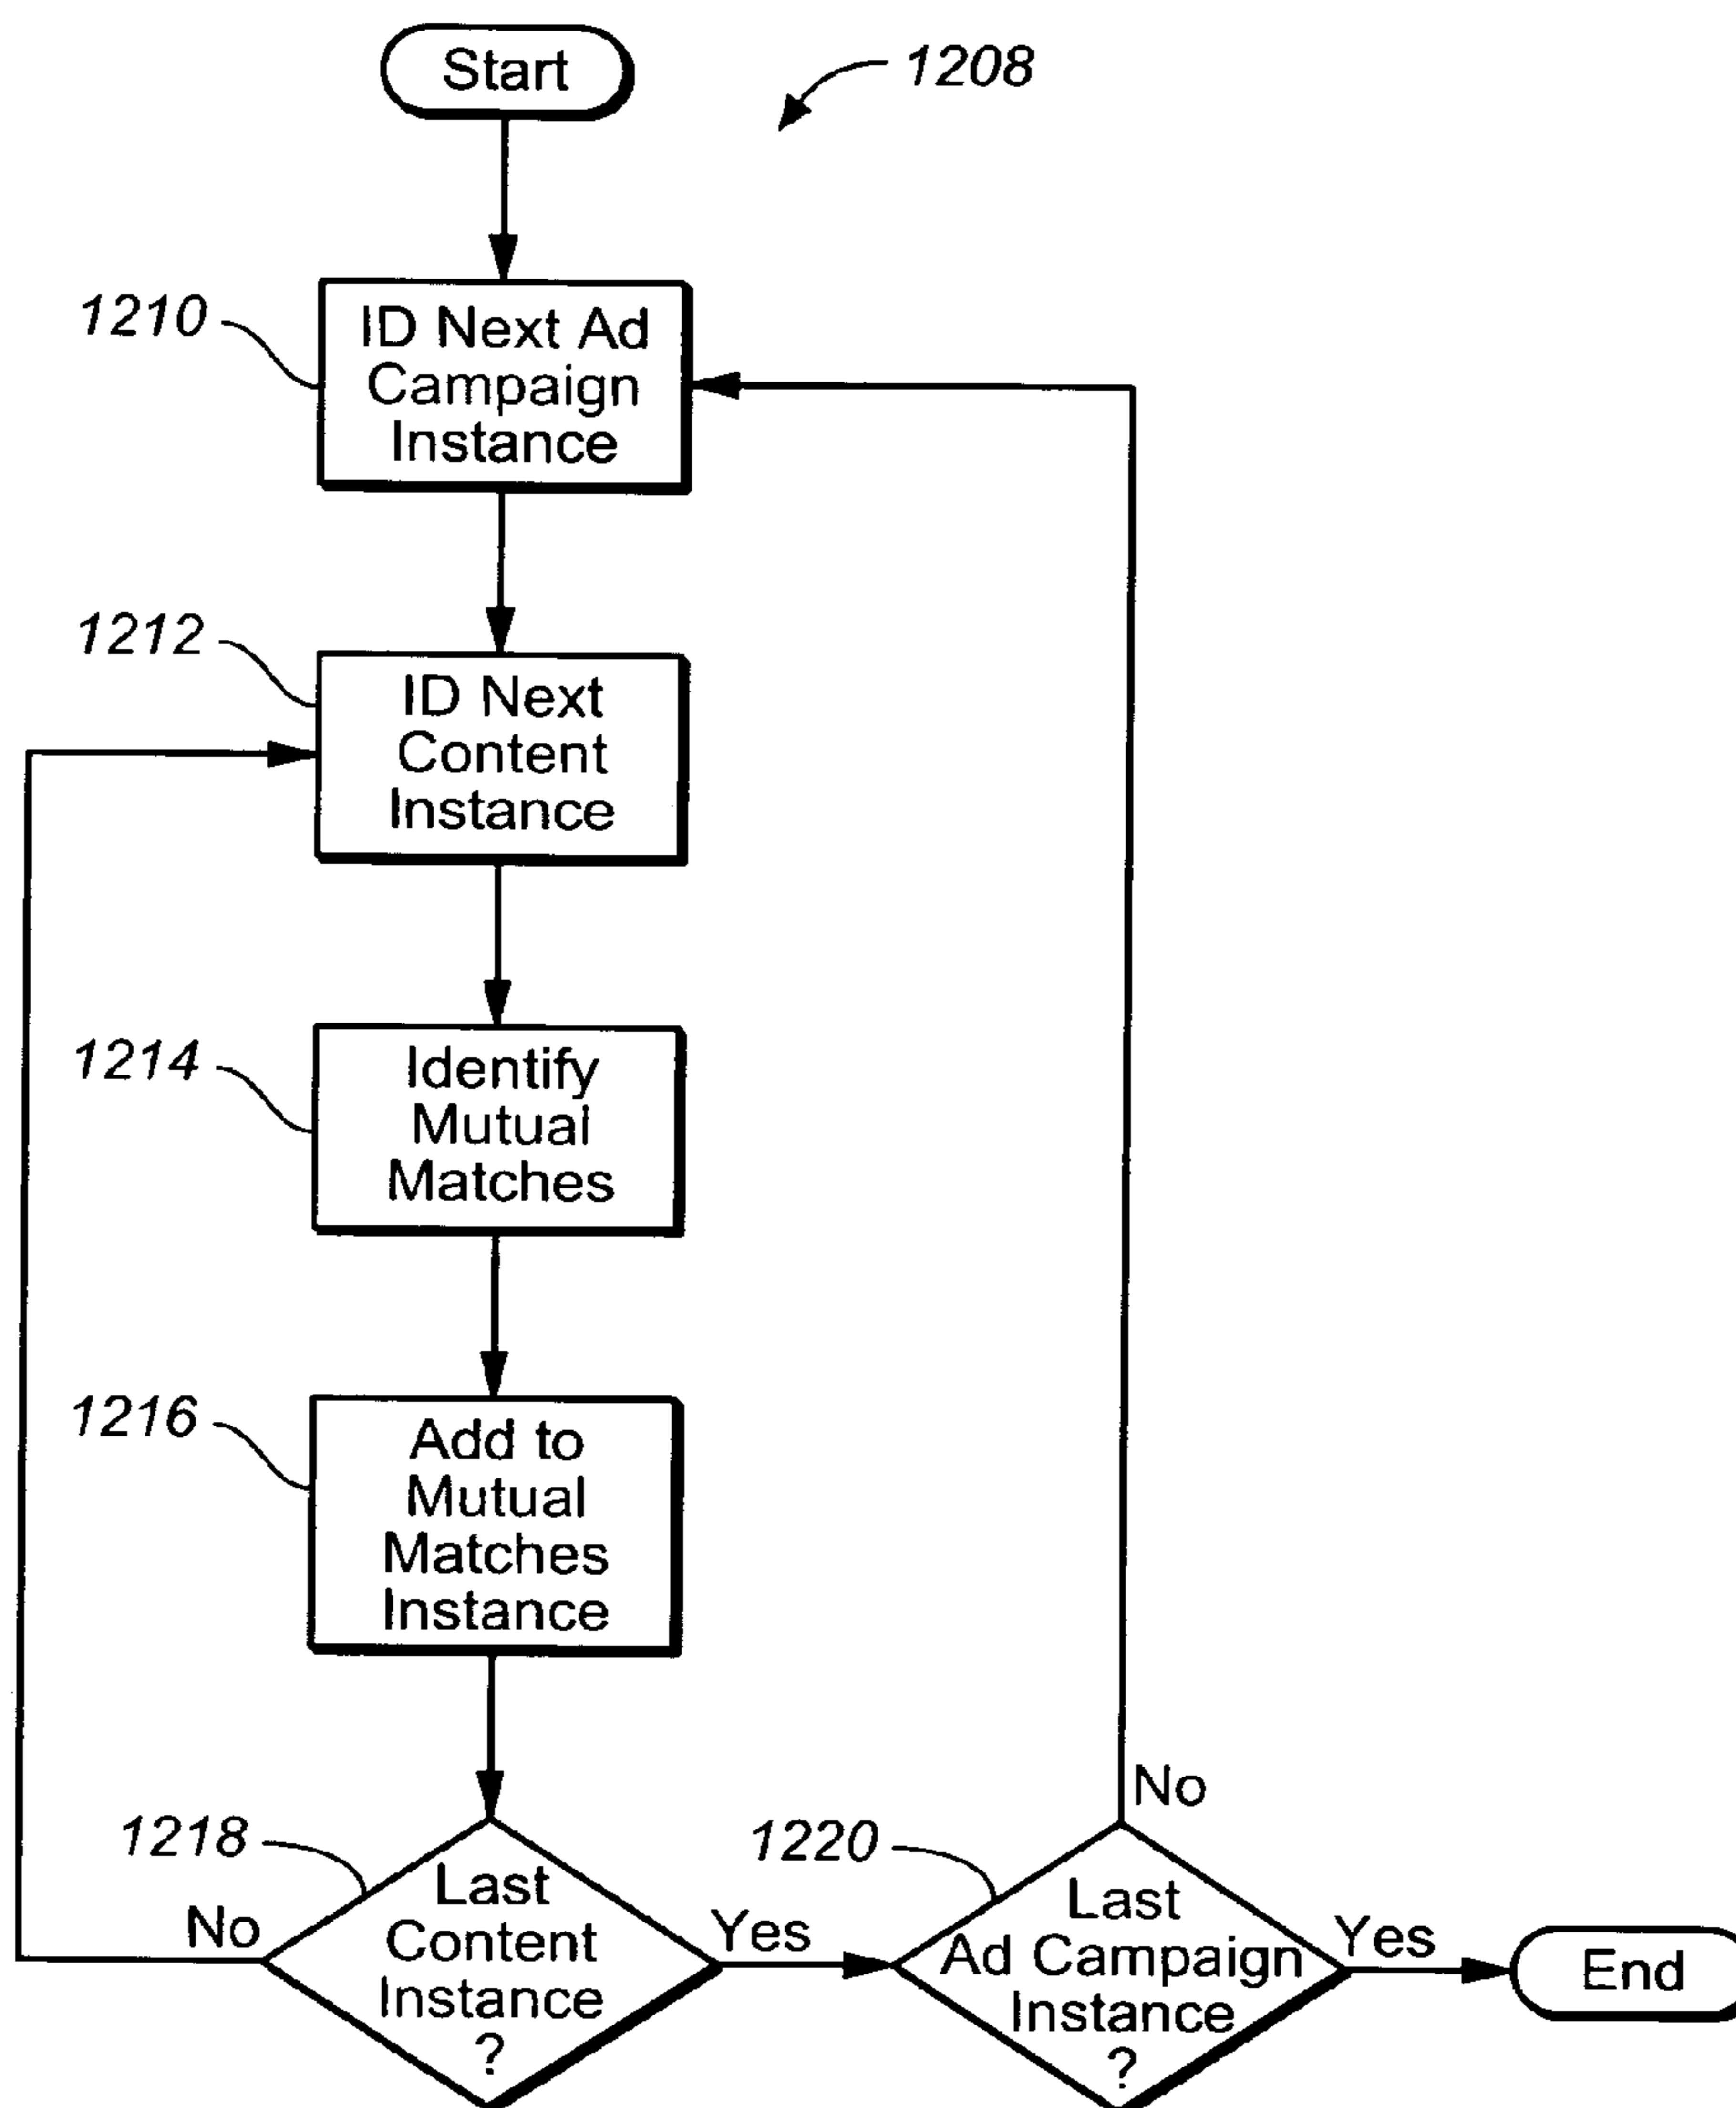 Start
1208
1210
ID Next Ad
Campaign
Instance
1212
ID Next
Content
Instance
1214
Identify
Mutual
Matches
1216
Add to
Mutual
Matches
Instance
1218
Last
Content
Instance
?
No
Yes
1220
Last
Ad Campaign
Instance
?
No
Yes
End